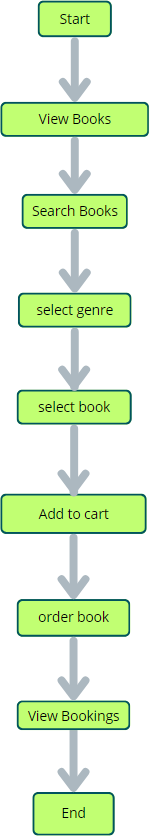 Start
View Books
Search Books
select genre
select book
Add to cart
order book
View Bookings
End